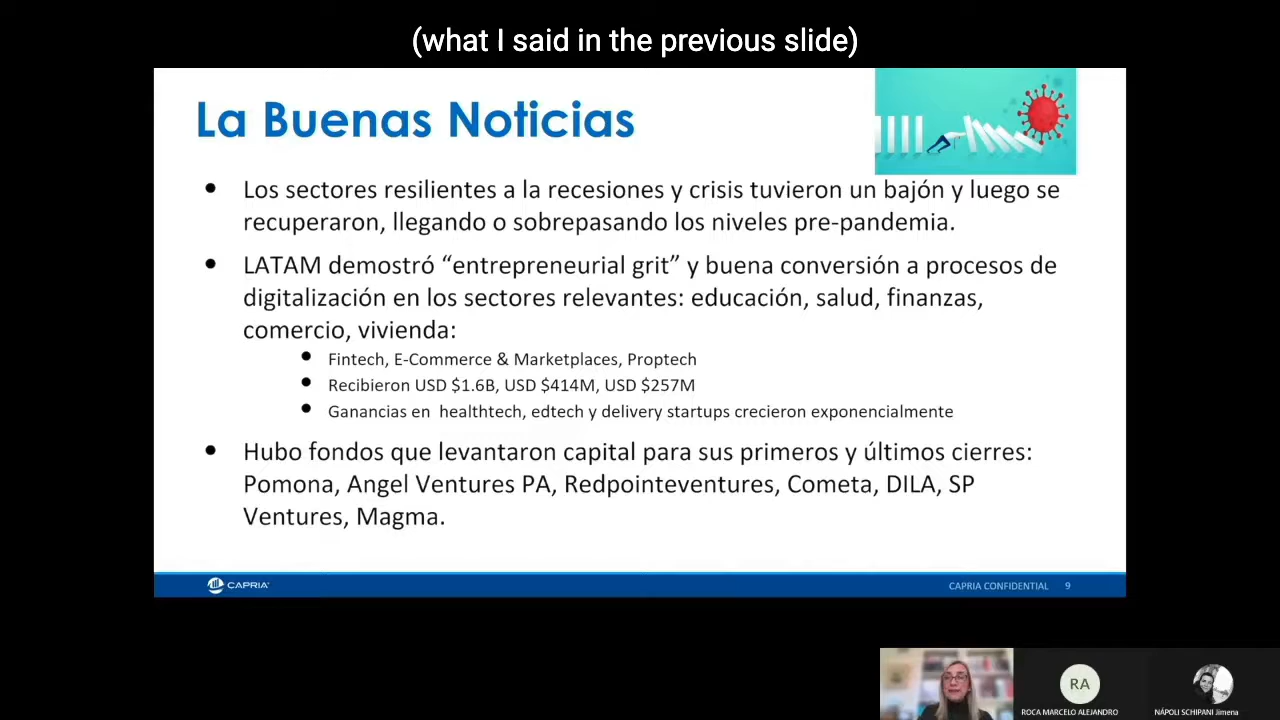 (what I said in the previous slide)
La Buenas Noticias
• Los sectores resilientes a la recesiones y crisis tuvieron un bajón y luego se
recuperaron, llegando o sobrepasando los niveles pre-pandemia.
• LATAM demostró “entrepreneurial grit” y buena conversión a procesos de
digitalización en los sectores relevantes: educación, salud, finanzas,
comercio, vivienda:
• Fintech, E-Commerce & Marketplaces, Proptech
• Recibieron USD $1.6B, USD $414M, USD $257M
• Ganancias en healthtech, edtech y delivery startups crecieron exponencialmente
• Hubo fondos que levantaron capital para sus primeros y últimos cierres:
Pomona, Angel Ventures PA, Redpointeventures, Cometa, DILA, SP
Ventures, Magma.
CAPRIA
CAPRIA CONFIDENTIAL 9
RA
ROCA MARCELO ALEJANDRO
NÁPOLI SCHIPANI Jimena